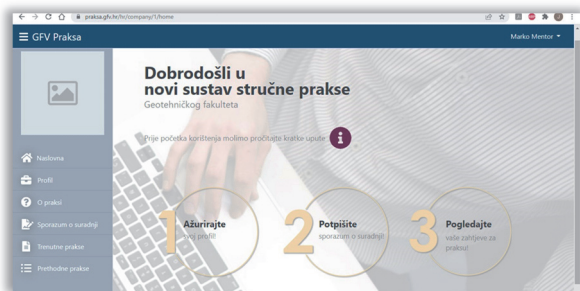 praksa.gfv.hr/hr/company/1/home
GFV Praksa
Marko Mentor
Dobrodošli u
novi sustav stručne prakse
Geotehničkog fakulteta
Prije početka korištenja molimo pročitajte kratke upute
i
Naslovna
Profil
O praksi
Sporazum o suradnji
Trenutne prakse
Prethodne prakse
1 Ažurirajte
svoj profil!
2 Potpišite
sporazum o suradnji!
3 Pogledajte
vaše zahtjeve za
praksu!